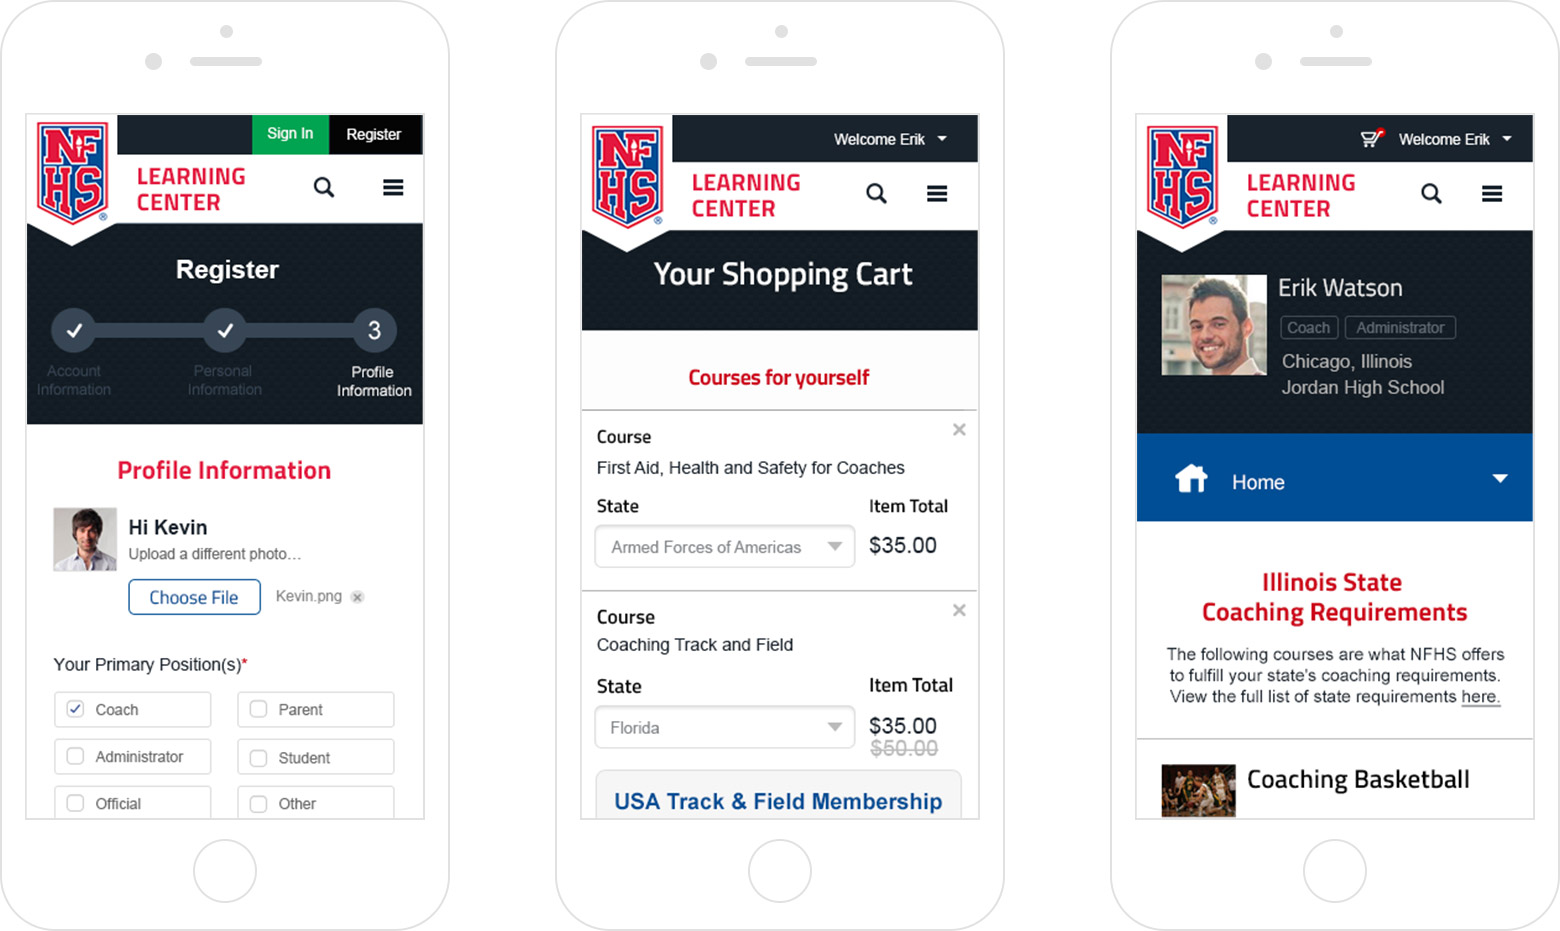 NF
HS
®
Sign In
Register
LEARNING
CENTER
Register
3
Account
Information
Personal
Information
Profile
Information
Profile Information
Hi Kevin
Upload a different photo…
Choose File
Kevin.png
Your Primary Position(s)*
Coach
Parent
Administrator
Student
Official
Other
NF
HS
®
Welcome Erik
LEARNING
CENTER
Your Shopping Cart
Courses for yourself
Course
First Aid, Health and Safety for Coaches
State
Item Total
Armed Forces of Americas
$35.00
Course
Coaching Track and Field
State
Item Total
Florida
$35.00
$50.00
USA Track & Field Membership
NF
HS
®
Welcome Erik
LEARNING
CENTER
Erik Watson
Coach
Administrator
Chicago, Illinois
Jordan High School
Home
Illinois State
Coaching Requirements
The following courses are what NFHS offers
to fulfill your state's coaching requirements.
View the full list of state requirements here.
Coaching Basketball